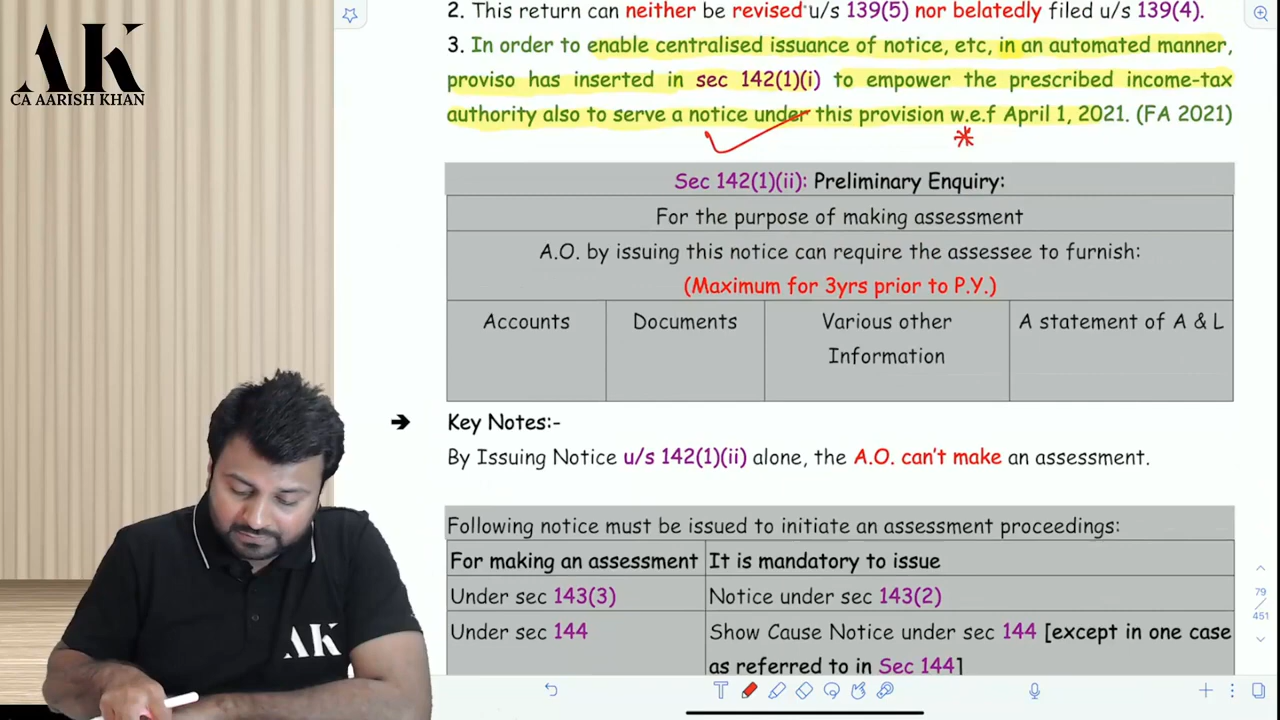 AK
CA AARISH KHAN
2. This return can neither be revised u/s 139(5) nor belatedly filed u/s 139(4).
3. In order to enable centralised issuance of notice, etc, in an automated manner,
proviso has inserted in sec 142(1)(i) to empower the prescribed income-tax
authority also to serve a notice under this provision w.e.f April 1, 2021. (FA 2021)
Sec 142(1)(ii): Preliminary Enquiry:
For the purpose of making assessment
A.O. by issuing this notice can require the assessee to furnish:
(Maximum for 3yrs prior to P.Y.)
Accounts
Documents
Various other
Information
A statement of A & L
Key Notes:-
By Issuing Notice u/s 142(1)(ii) alone, the A.O. can't make an assessment.
Following notice must be issued to initiate an assessment proceedings:
For making an assessment
It is mandatory to issue
Under sec 143(3)
Notice under sec 143(2)
Under sec 144
Show Cause Notice under sec 144 [except in one case
as referred to in Sec 144]
AK
79
451
T